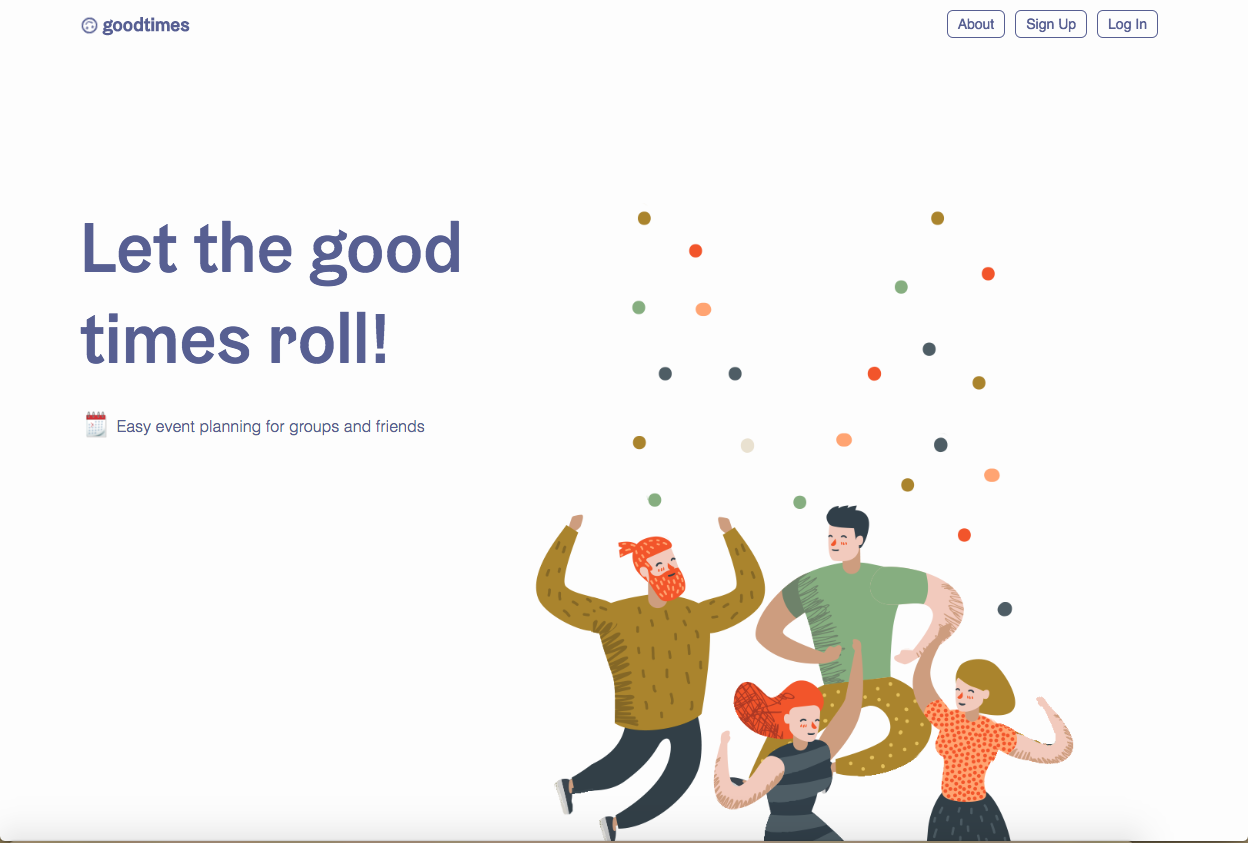 goodtimes
About
Sign Up
Log In
Let the good
times roll!
Easy event planning for groups and friends